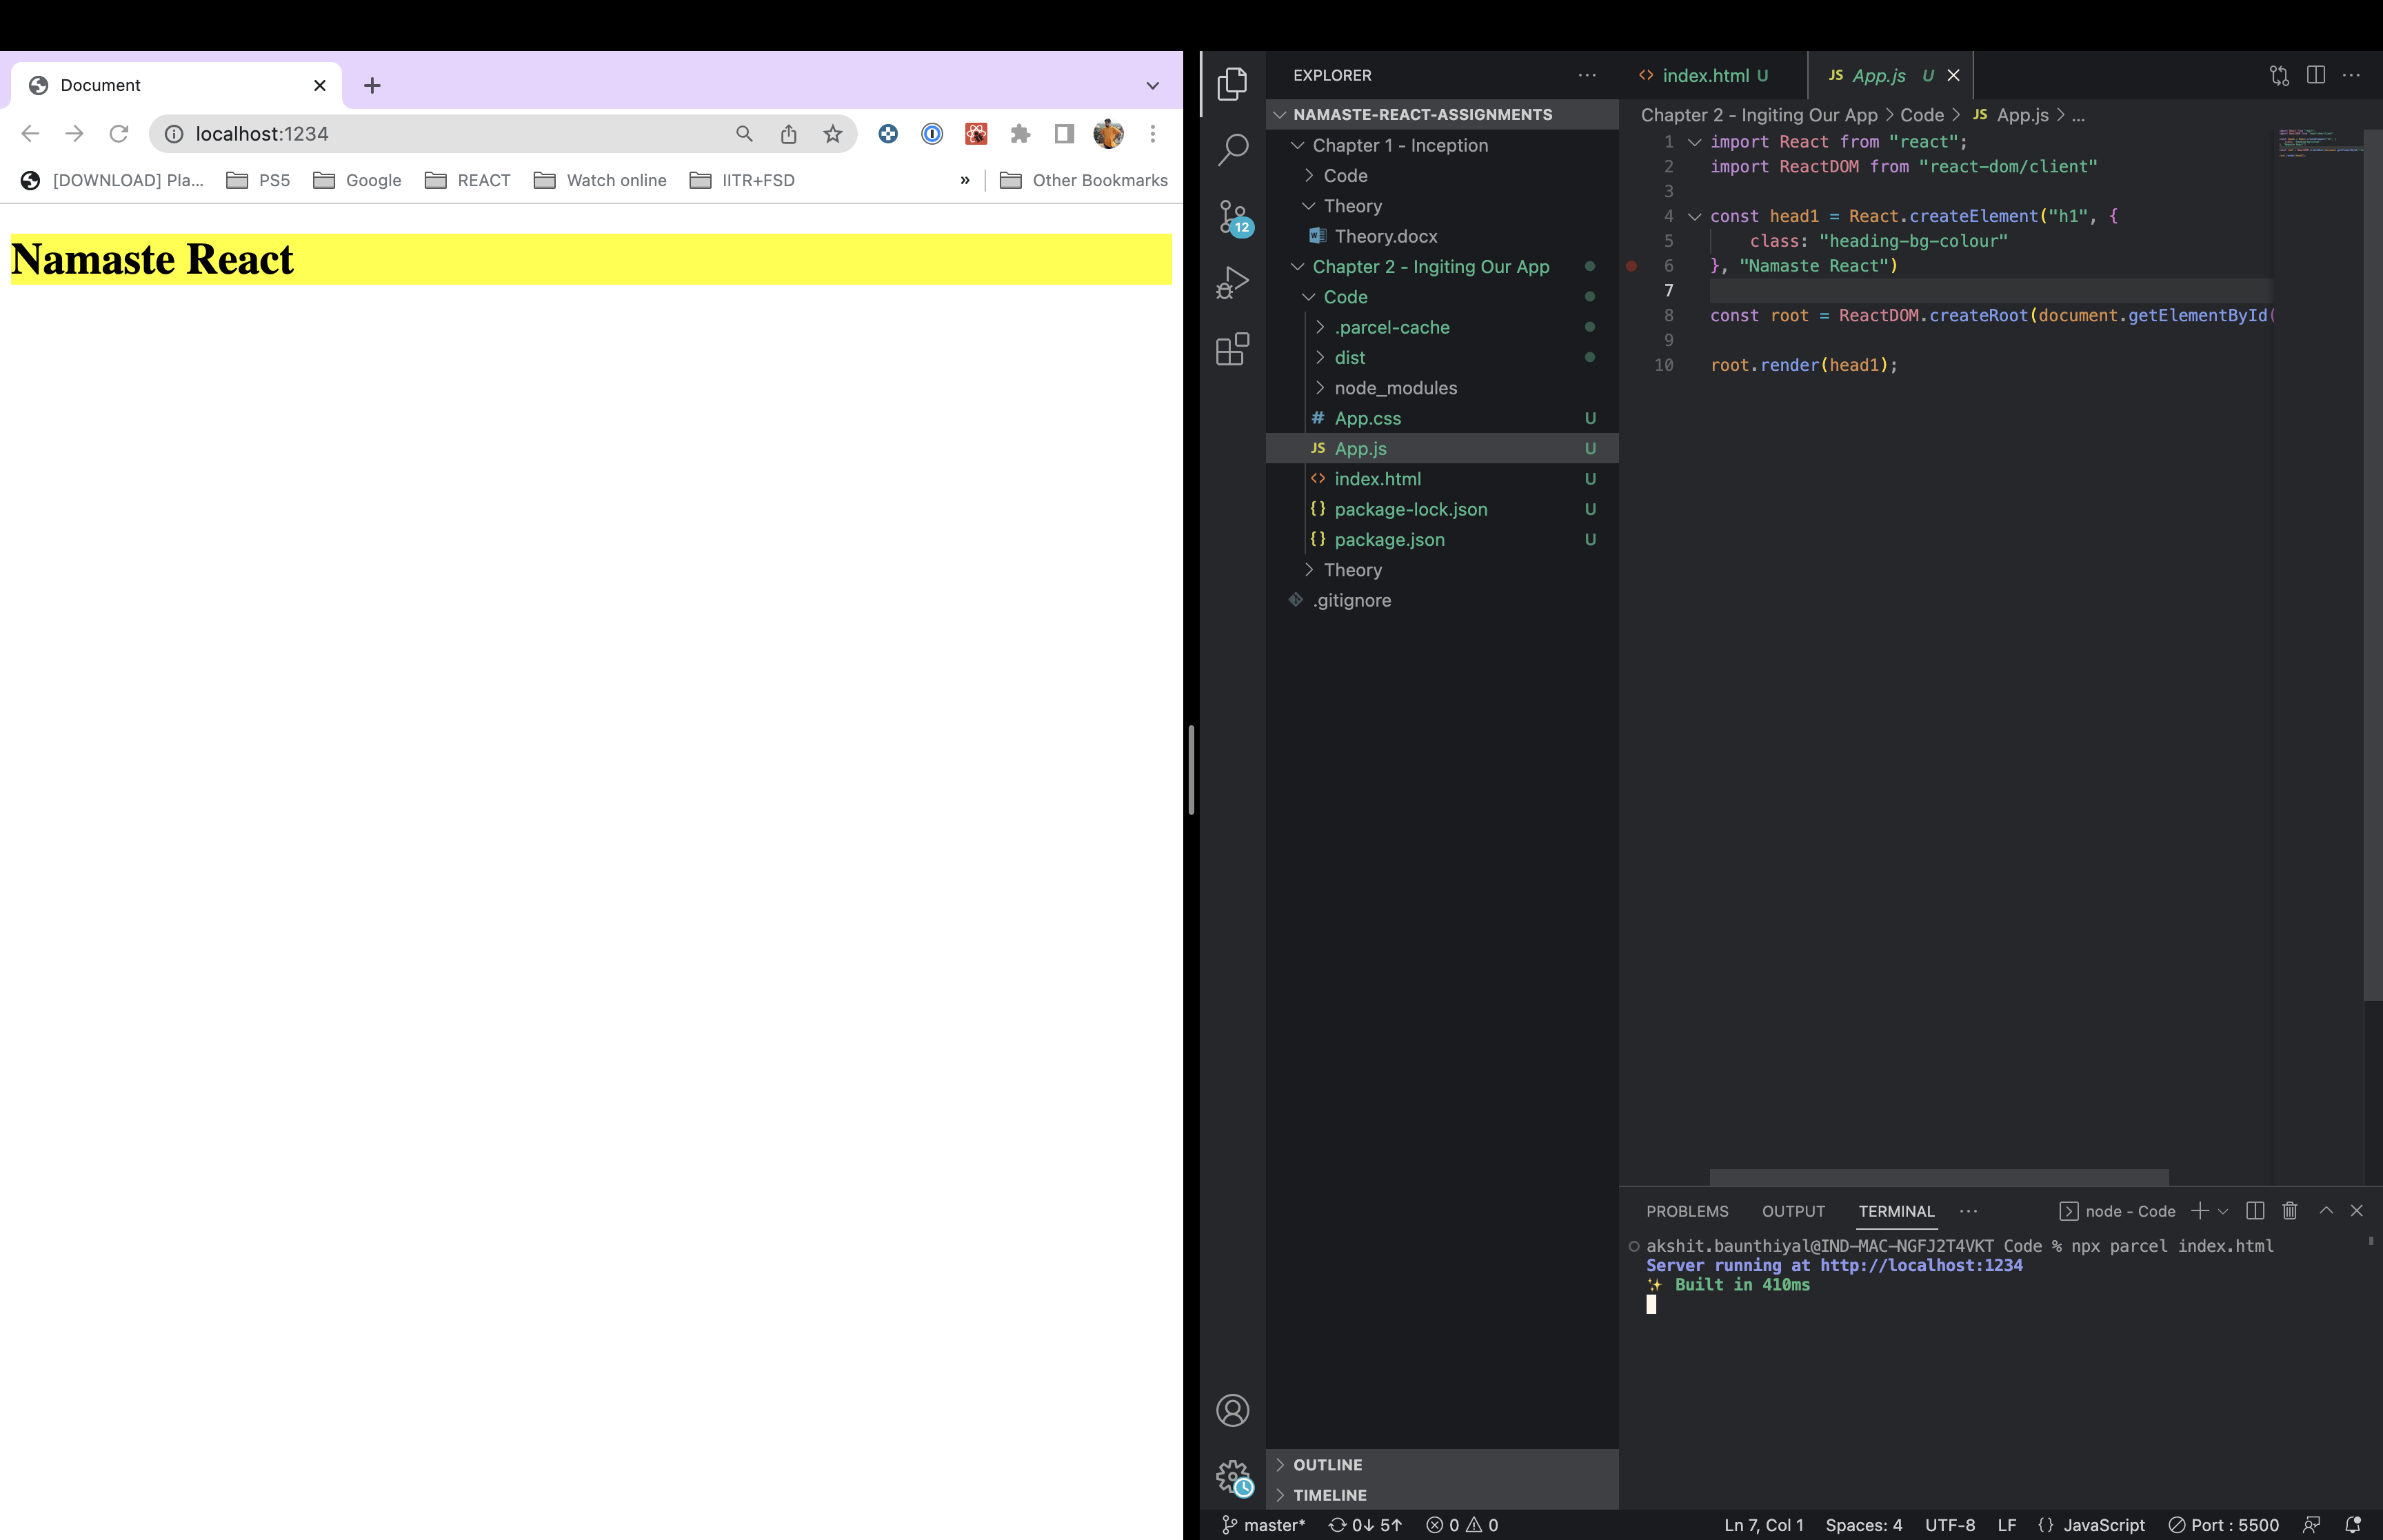 Document
localhost:1234
[DOWNLOAD] Pla...
PS5
Google
REACT
Watch online
IITR+FSD
»
Other Bookmarks
Namaste React
EXPLORER
NAMASTE-REACT-ASSIGNMENTS
Chapter 1 - Inception
Code
Theory
Theory.docx
Chapter 2 - Ingiting Our App
Code
.parcel-cache
dist
node_modules
# App.css U
JS App.js U
<> index.html U
{} package-lock.json U
{} package.json U
Theory
.gitignore
12
OUTLINE
TIMELINE
<> index.html U
JS App.js U
Chapter 2 - Ingiting Our App > Code > JS App.js > ...
1 import React from "react";
2 import ReactDOM from "react-dom/client"
3
4 const head1 = React.createElement("h1", {
5 class: "heading-bg-colour"
6 }, "Namaste React")
7
8 const root = ReactDOM.createRoot(document.getElementById(
9
10 root.render(head1);
PROBLEMS OUTPUT TERMINAL ... node - Code
akshit.baunthiyal@IND-MAC-NGFJ2T4VKT Code % npx parcel index.html
Server running at http://localhost:1234
✨ Built in 410ms
master* 0↓ 5↑ 0 0 Ln 7, Col 1 Spaces: 4 UTF-8 LF {} JavaScript Port : 5500